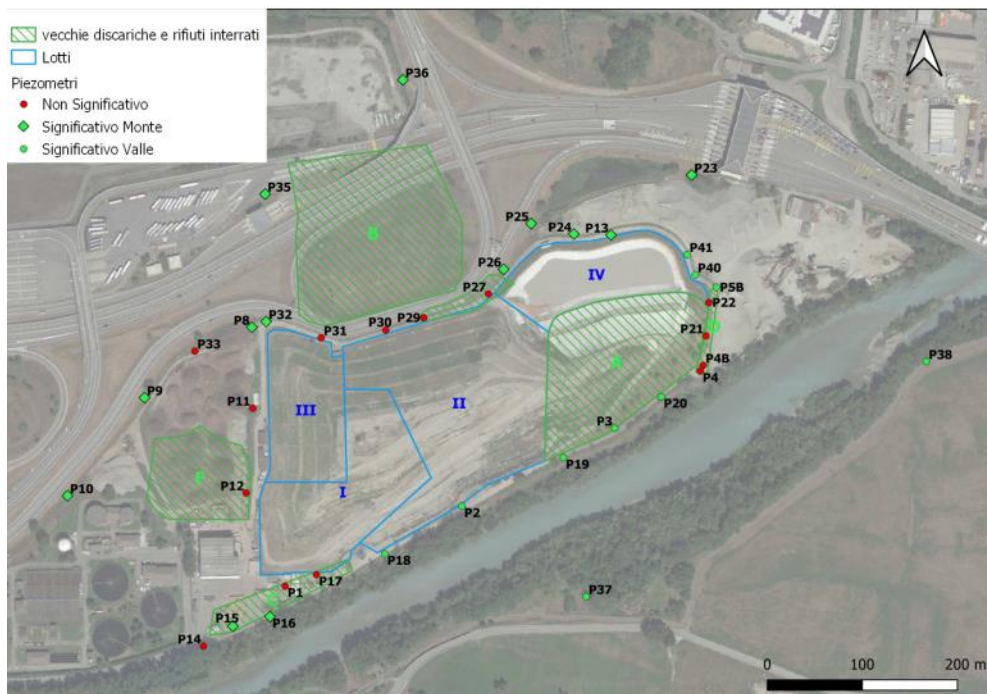 vecchie discariche e rifiuti interrati
Lotti
Piezometri
Non Significativo
Significativo Monte
Significativo Valle
P36
P23
P35
P25
P24
P13
B
P41
P26
IV
P40
P5B
P27
P22
P32
P8
P29
P30
P31
P21
P33
A
P4B
P38
P4
P9
P20
II
P11
III
P3
P19
F
P12
P10
I
P2
P18
P17
P1
P37
P16
P15
P14
0
100
200 m